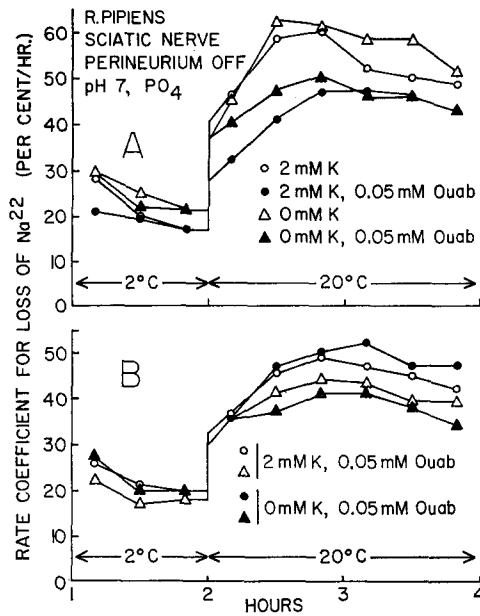 RATE COEFFICIENT FOR LOSS OF Na²² (PER CENT/HR.)
R. PIPIENS
SCIATIC NERVE
PERINEURIUM OFF
pH 7, PO₄
A
60
50
40
30
20
10
0
2 mM K
2 mM K, 0.05 mM Ouab
0 mM K
0 mM K, 0.05 mM Ouab
2°C
20°C
B
50
40
30
20
10
0
2 mM K, 0.05 mM Ouab
0 mM K, 0.05 mM Ouab
2°C
20°C
1
2
3
4
HOURS